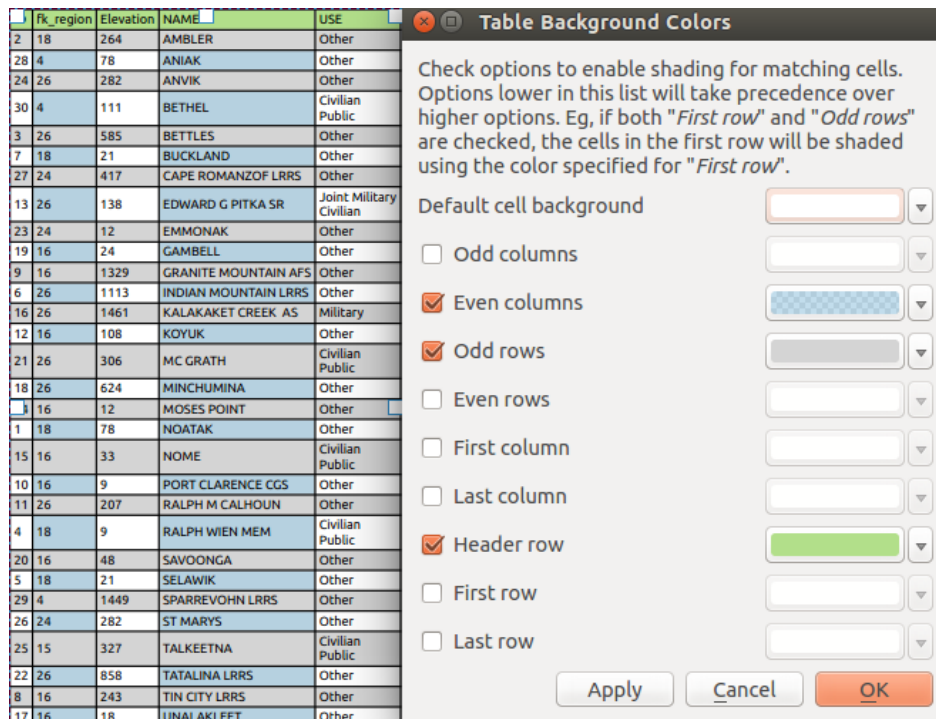 fk_region Elevation NAME USE
2 18 264 AMBLER Other
28 4 78 ANIAK Other
24 26 282 ANVIK Other
30 4 111 BETHEL Civilian Public
3 26 585 BETTLES Other
7 18 21 BUCKLAND Other
27 24 417 CAPE ROMANZOF LRRS Other
13 26 138 EDWARD G PITKA SR Joint Military Civilian
23 24 12 EMMONAK Other
19 16 24 GAMBELL Other
9 16 1329 GRANITE MOUNTAIN AFS Other
6 26 1113 INDIAN MOUNTAIN LRRS Other
16 26 1461 KALAKAKET CREEK AS Military
12 16 108 KOYUK Other
21 26 306 MC GRATH Civilian Public
18 26 624 MINCHUMINA Other
16 12 MOSES POINT Other
1 18 78 NOATAK Other
15 16 33 NOME Civilian Public
10 16 9 PORT CLARENCE CGS Other
11 26 207 RALPH M CALHOUN Other
4 18 9 RALPH WIEN MEM Civilian Public
20 16 48 SAVOONGA Other
5 18 21 SELAWIK Other
29 4 1449 SPARREVOHN LRRS Other
26 24 282 ST MARYS Other
25 15 327 TALKEETNA Civilian Public
22 26 858 TATALINA LRRS Other
8 16 243 TIN CITY LRRS Other
17 16 18 UNALAKLEET Other
Table Background Colors
Check options to enable shading for matching cells.
Options lower in this list will take precedence over
higher options. Eg, if both "First row" and "Odd rows"
are checked, the cells in the first row will be shaded
using the color specified for "First row".
Default cell background
Odd columns
Even columns
Odd rows
Even rows
First column
Last column
Header row
First row
Last row
Apply Cancel OK